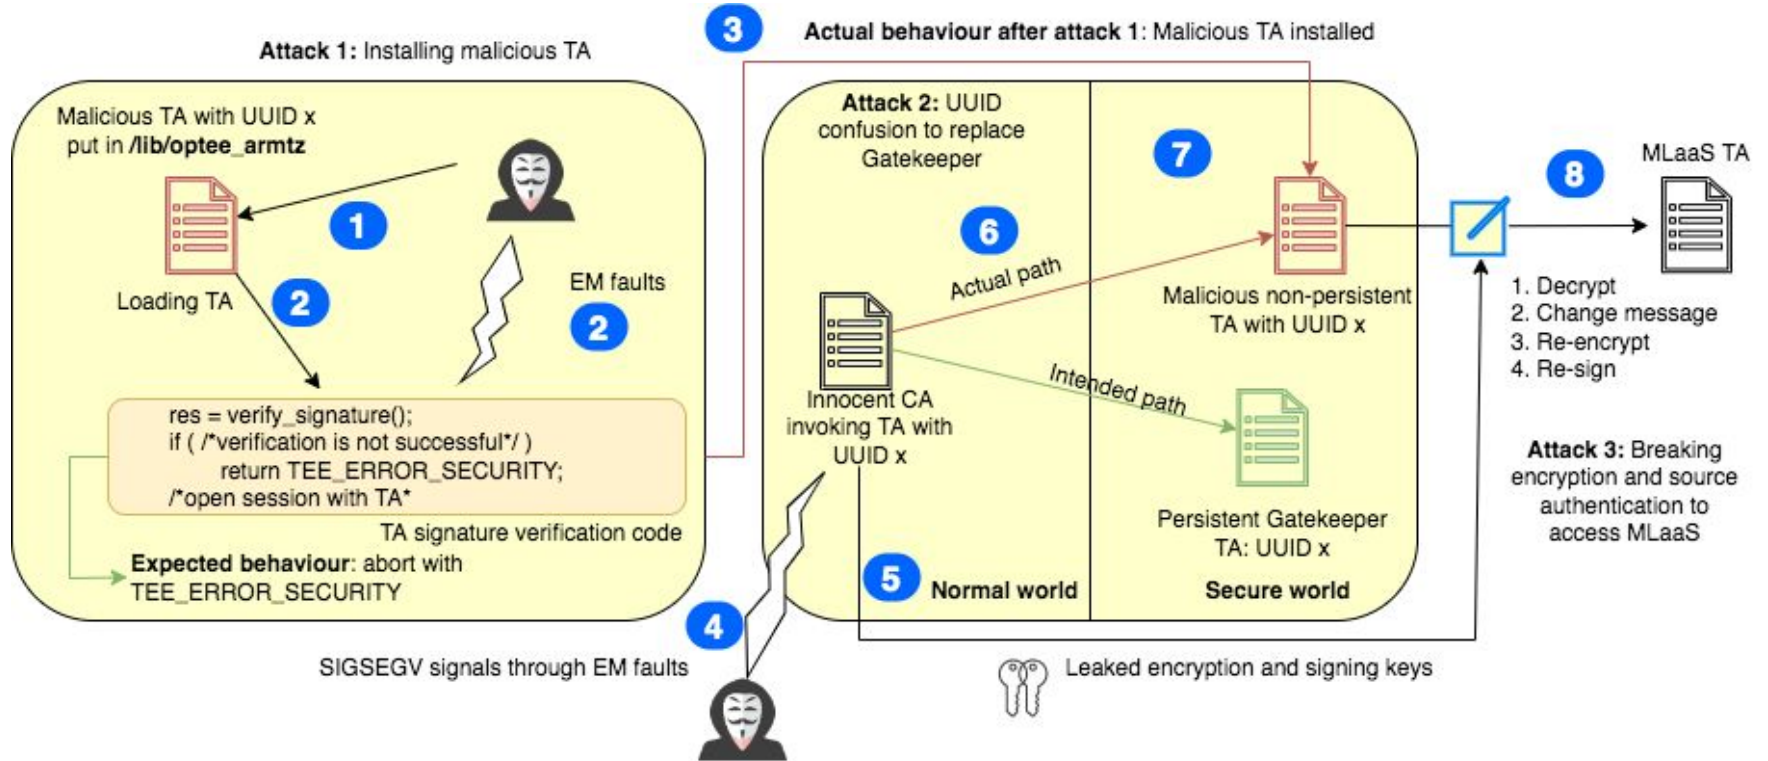 Attack 1: Installing malicious TA
Malicious TA with UUID x
put in /lib/optee_armtz
1
Loading TA
2
EM faults
2
res = verify_signature();
if ( /*verification is not successful*/ )
return TEE_ERROR_SECURITY;
/*open session with TA*
TA signature verification code
Expected behaviour: abort with
TEE_ERROR_SECURITY
3
Actual behaviour after attack 1: Malicious TA installed
Attack 2: UUID
confusion to replace
Gatekeeper
7
6
Actual path
Malicious non-persistent
TA with UUID x
Intended path
Innocent CA
invoking TA with
UUID x
Persistent Gatekeeper
TA: UUID x
5
Normal world
Secure world
4
SIGSEGV signals through EM faults
Leaked encryption and signing keys
8
MLaaS TA
1. Decrypt
2. Change message
3. Re-encrypt
4. Re-sign
Attack 3: Breaking
encryption and source
authentication to
access MLaaS